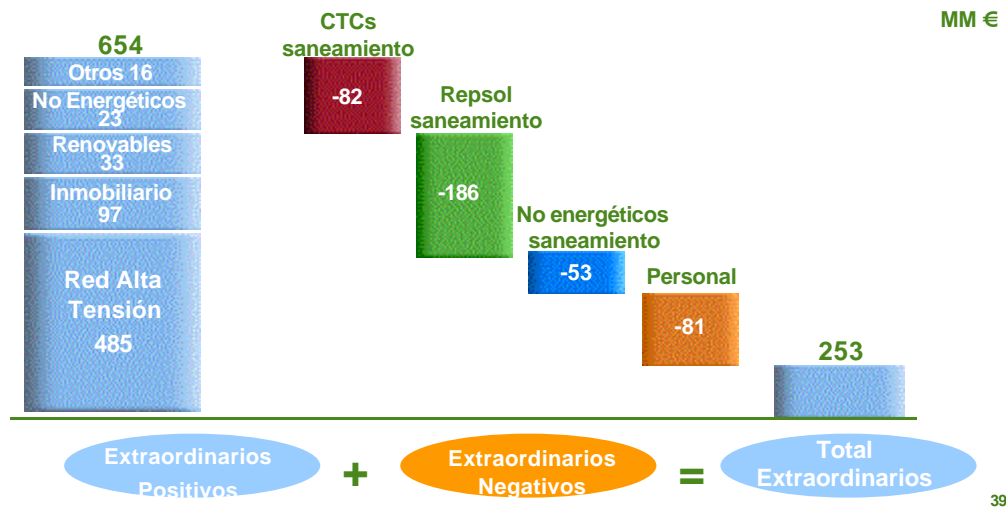 MM €
654
Otros 16
No Energéticos
23
Renovables
33
Inmobiliario
97
Red Alta
Tensión
485
CTCs
saneamiento
-82
Repsol
saneamiento
-186
No energéticos
saneamiento
-53
Personal
-81
253
Extraordinarios
Positivos
+
Extraordinarios
Negativos
=
Total
Extraordinarios
39